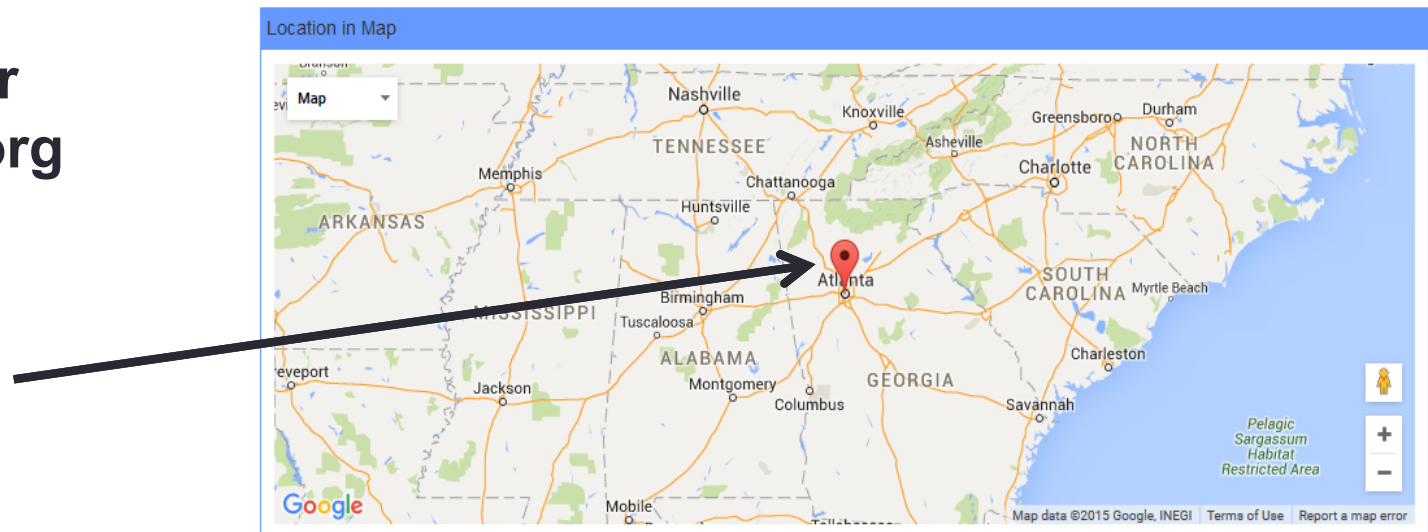 r
org
Location in Map
Map
Nashville
Knoxville
Greensboro
Durham
TENNESSEE
Asheville
NORTH
CAROLINA
Charlotte
Memphis
Chattanooga
Huntsville
ARKANSAS
Atlanta
SOUTH
CAROLINA
Myrtle Beach
Birmingham
MISSISSIPPI
Tuscaloosa
ALABAMA
Charleston
reveport
Jackson
Montgomery
GEORGIA
Columbus
Savannah
Pelagic
Sargassum
Habitat
Restricted Area
+
−
Google
Mobile
Map data ©2015 Google, INEGI
Terms of Use
Report a map error